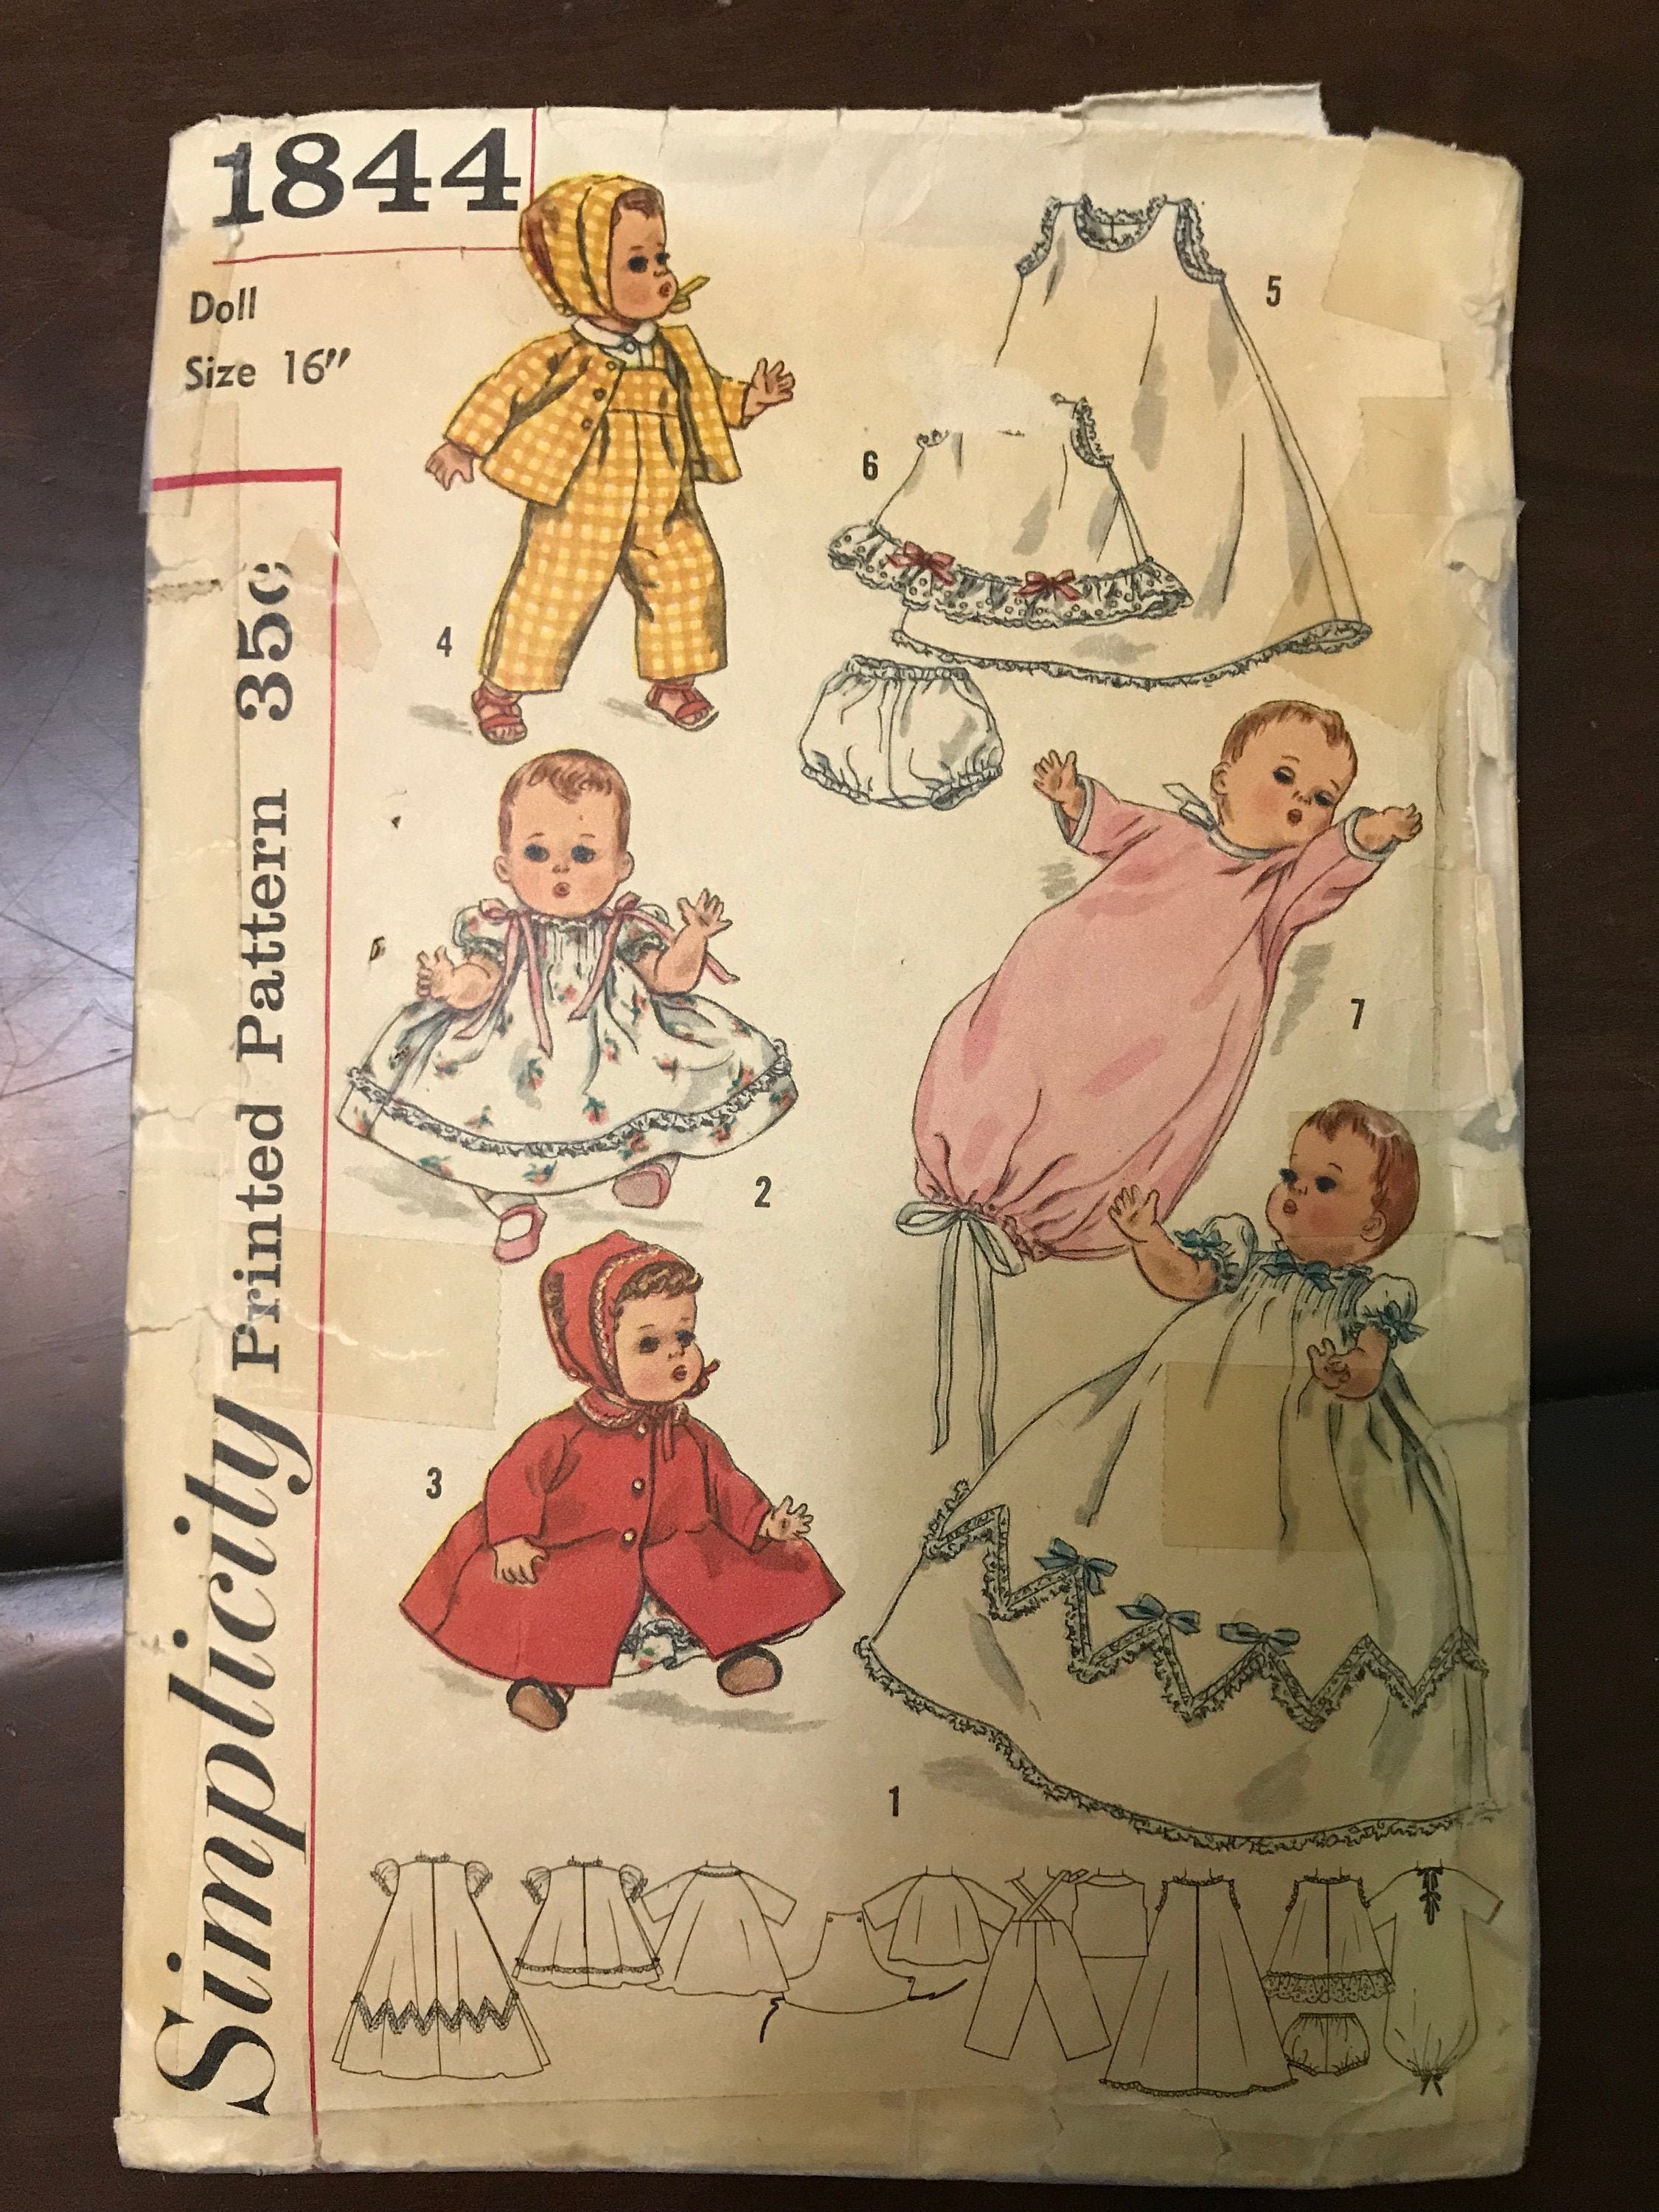 1844
Doll
Size 16"
Simplicity Printed Pattern 35¢
4
5
6
2
7
3
1